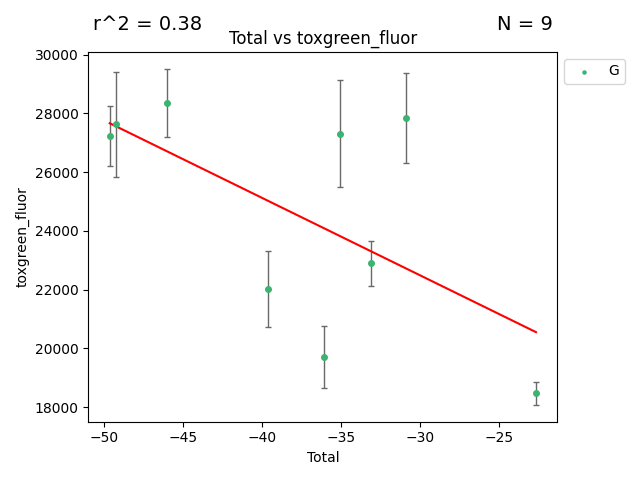 r^2 = 0.38
N = 9
Total vs toxgreen_fluor
G
30000
28000
26000
24000
22000
20000
18000
toxgreen_fluor
−50
−45
−40
−35
−30
−25
Total